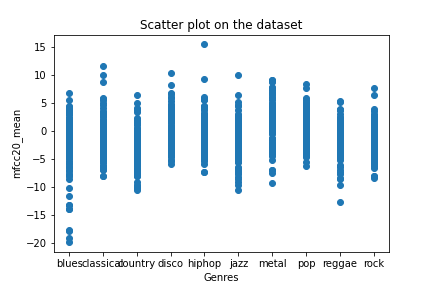 Scatter plot on the dataset
mfcc20_mean
15
10
5
0
−5
−10
−15
−20
blues classical country disco hiphop jazz metal pop reggae rock
Genres